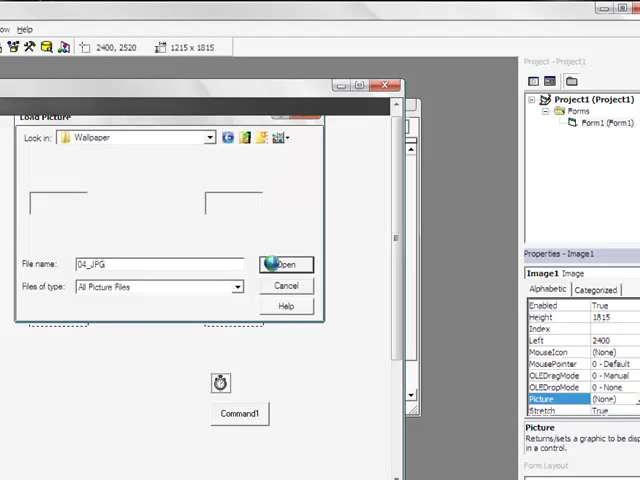 ow Help
2400, 2520 1215 x 1815
Project - Project1
Project1 (Project1)
Forms
Form1 (Form1)
Load Picture
Look in: Wallpaper
File name: 04_JPG
Open
Files of type: All Picture Files
Cancel
Help
Command1
Properties - Image1
Image1 Image
Alphabetic Categorized
Enabled True
Height 1815
Index
Left 2400
MouseIcon (None)
MousePointer 0 - Default
OLEDragMode 0 - Manual
OLEDropMode 0 - None
Picture (None)
Stretch True
Picture
Returns/sets a graphic to be disp
in a control.
Form Layout